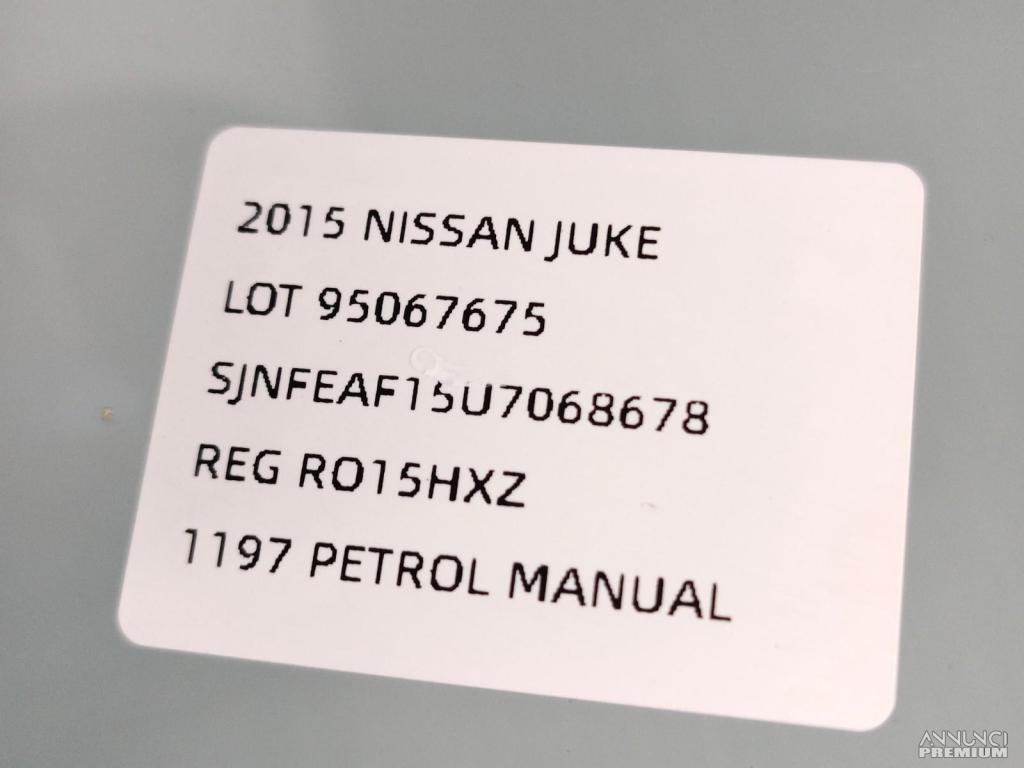 2015 NISSAN JUKE
LOT 95067675
SJNFEAF15U7068678
REG RO15HXZ
1197 PETROL MANUAL
ANNUNCI
PREMIUM